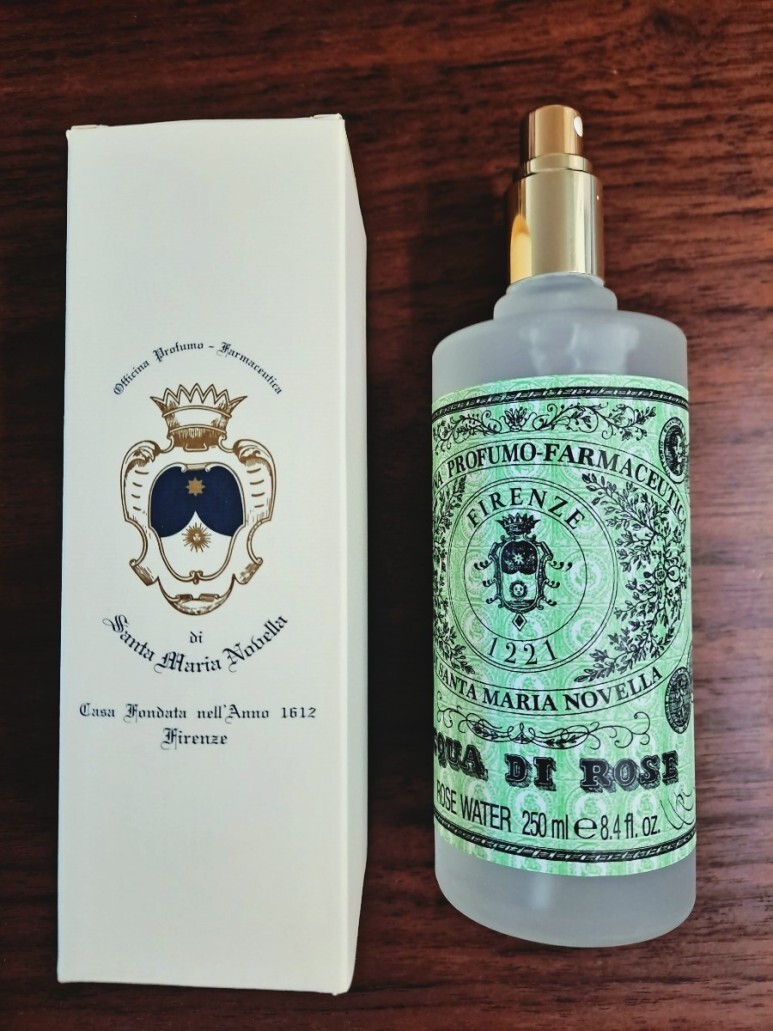 Officina Profumo - Farmaceutica
di
Santa Maria Novella
Casa Fondata nell'Anno 1612
Firenze
PROFUMO-FARMACEUTIC
FIRENZE
1221
SANTA MARIA NOVELLA
QUA DI ROSE
ROSE WATER 250 ml e 8.4 fl. oz.